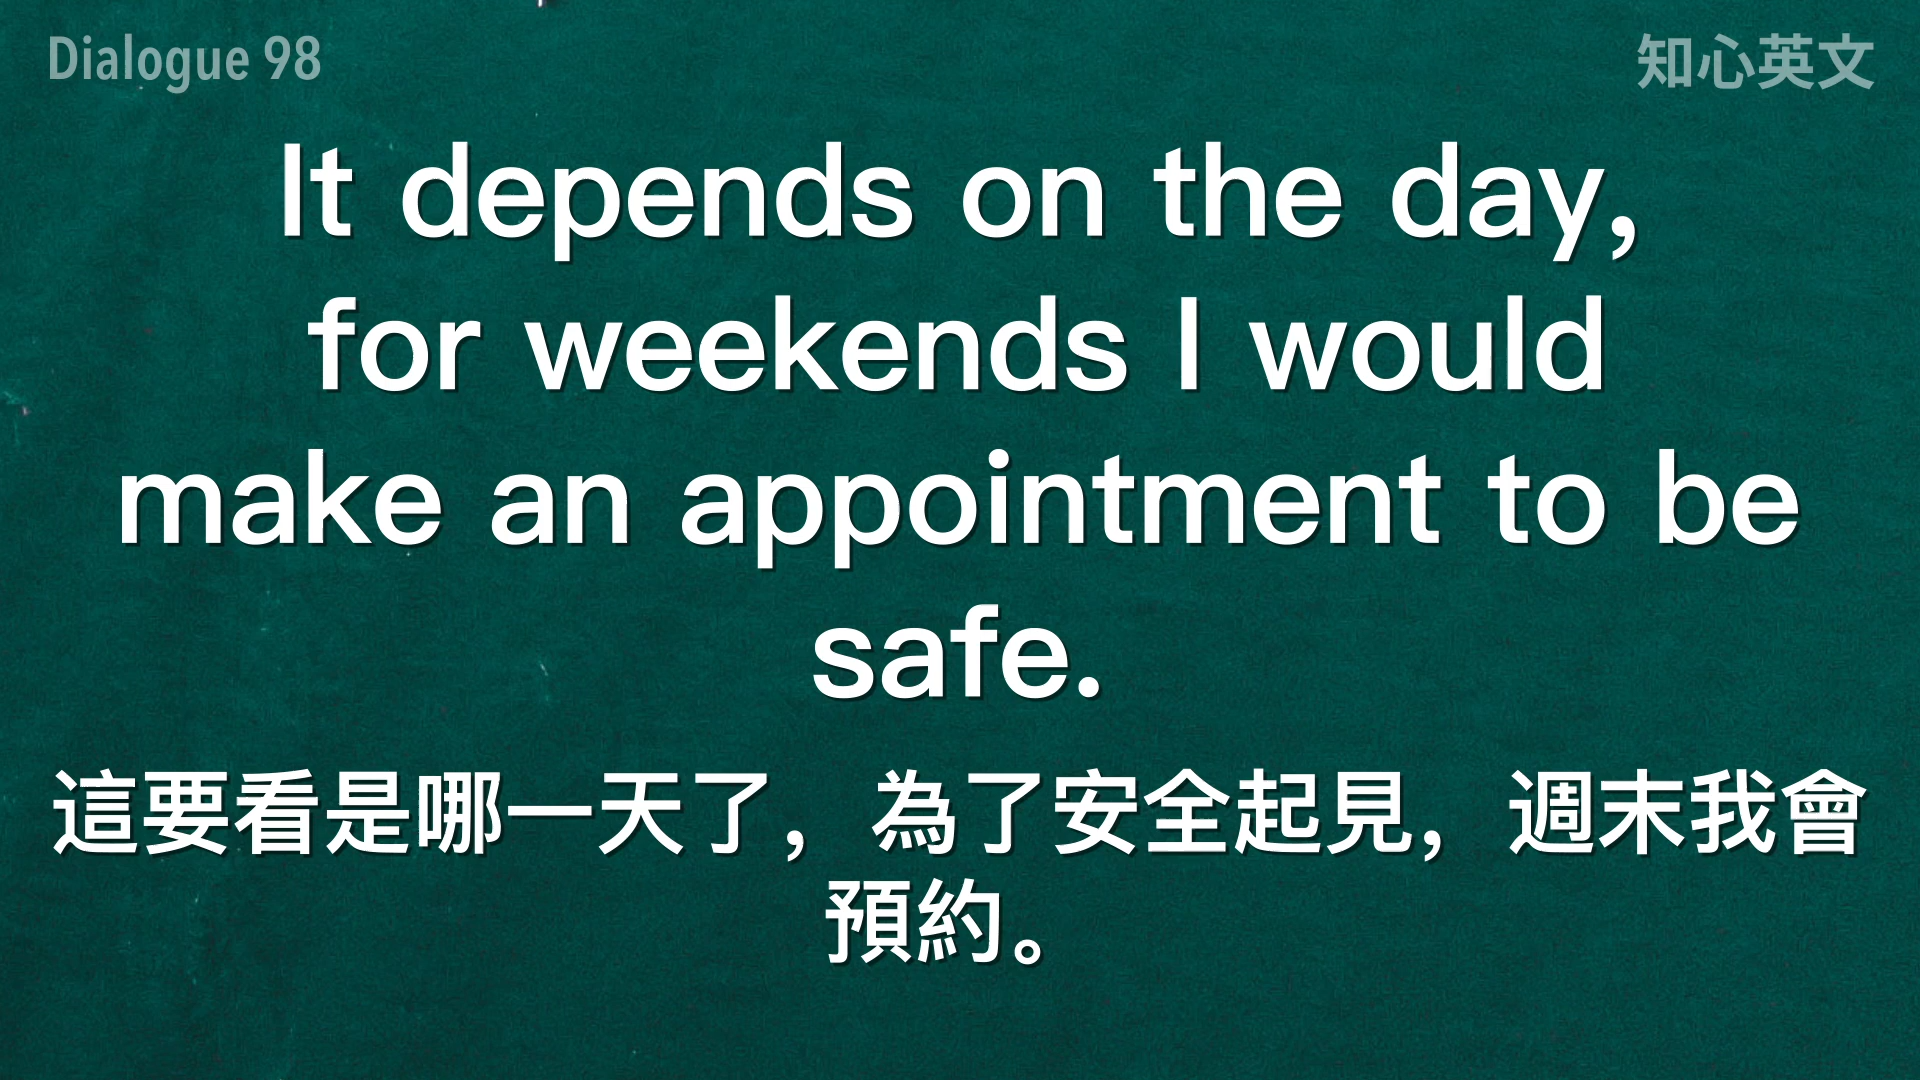 Dialogue 98
知心英文
It depends on the day,
for weekends I would
make an appointment to be
safe.
這要看是哪一天了，為了安全起見，週末我會
預約。